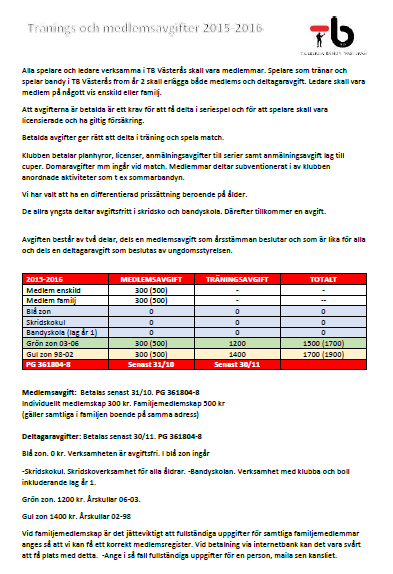 Tränings och medlemsavgifter 2015-2016
Alla spelare och ledare verksamma i TB Västerås skall vara medlemmar. Spelare som tränar och
spelar bandy i TB Västerås from år 2 skall erlägga både medlems och deltagaravgift. Ledare skall vara
medlem på någott vis enskild eller familj.
Att avgifterna är betalda är ett krav för att få delta i seriespel och för att spelare skall vara
licensierade och ha giltig försäkring.
Betalda avgifter ger rätt att delta i träning och spela match.
Klubben betalar planhyror, licenser, anmälningsavgifter till serier samt anmälningsavgift lag till
cuper. Domaravgifter mm ingår vid match. Medlemmar deltar subventionerat i av klubben
anordnade aktiviteter som t ex sommarbandyn.
Vi har valt att ha en differentierad prissättning beroende på ålder.
De allra yngsta deltar avgiftsfritt i skridsko och bandyskola. Därefter tillkommer en avgift.
Avgiften består av två delar, dels en medlemsavgift som årsstämman beslutar och som är lika för alla
och dels en deltagaravgift som beslutas av ungdomsstyrelsen.
2015-2016 MEDLEMSAVGIFT TRÄNINGSAVGIFT TOTALT
Medlem enskild 300 (500) - -
Medlem familj 300 (500) - --
Blå zon 0 0 0
Skridskokul 0 0 0
Bandyskola (lag år 1) 0 0 0
Grön zon 03-06 300 (500) 1200 1500 (1700)
Gul zon 98-02 300 (500) 1400 1700 (1900)
PG 361804-8 Senast 31/10 Senast 30/11
Medlemsavgift: Betalas senast 31/10. PG 361804-8
Individuellt medlemskap 300 kr. Familjemedlemskap 500 kr
(gäller samtliga i familjen boende på samma adress)
Deltagaravgifter: Betalas senast 30/11. PG 361804-8
Blå zon. 0 kr. Verksamheten är avgiftsfri. I blå zon ingår
-Skridskokul. Skridskoverksamhet för alla åldrar. -Bandyskolan. Verksamhet med klubba och boll
inkluderande lag år 1.
Grön zon. 1200 kr. Årskullar 06-03.
Gul zon 1400 kr. Årskullar 02-98
Vid familjemedlemskap är det jätteviktigt att fullständiga uppgifter för samtliga familjemedlemmar
anges så att vi kan få ett korrekt medlemsregister. Vid betalning via internetbank kan det vara svårt
att få plats med detta. -Ange i så fall fullständiga uppgifter för en person, maila sen kansliet.